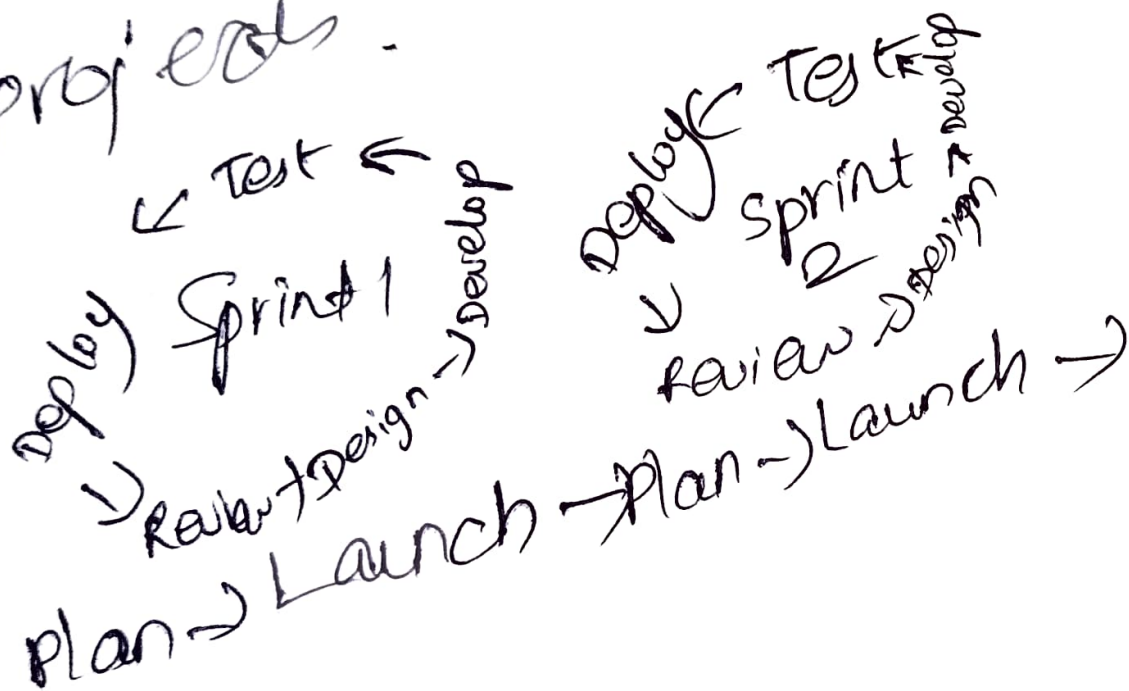 projects.
Test ←
↙
Sprint 1
Deploy
↓
Review → Design → Develop
Test ↖ Develop
Deploy ↙
Sprint 2
↓
Review → Design ↗
Plan → Launch → Plan → Launch →